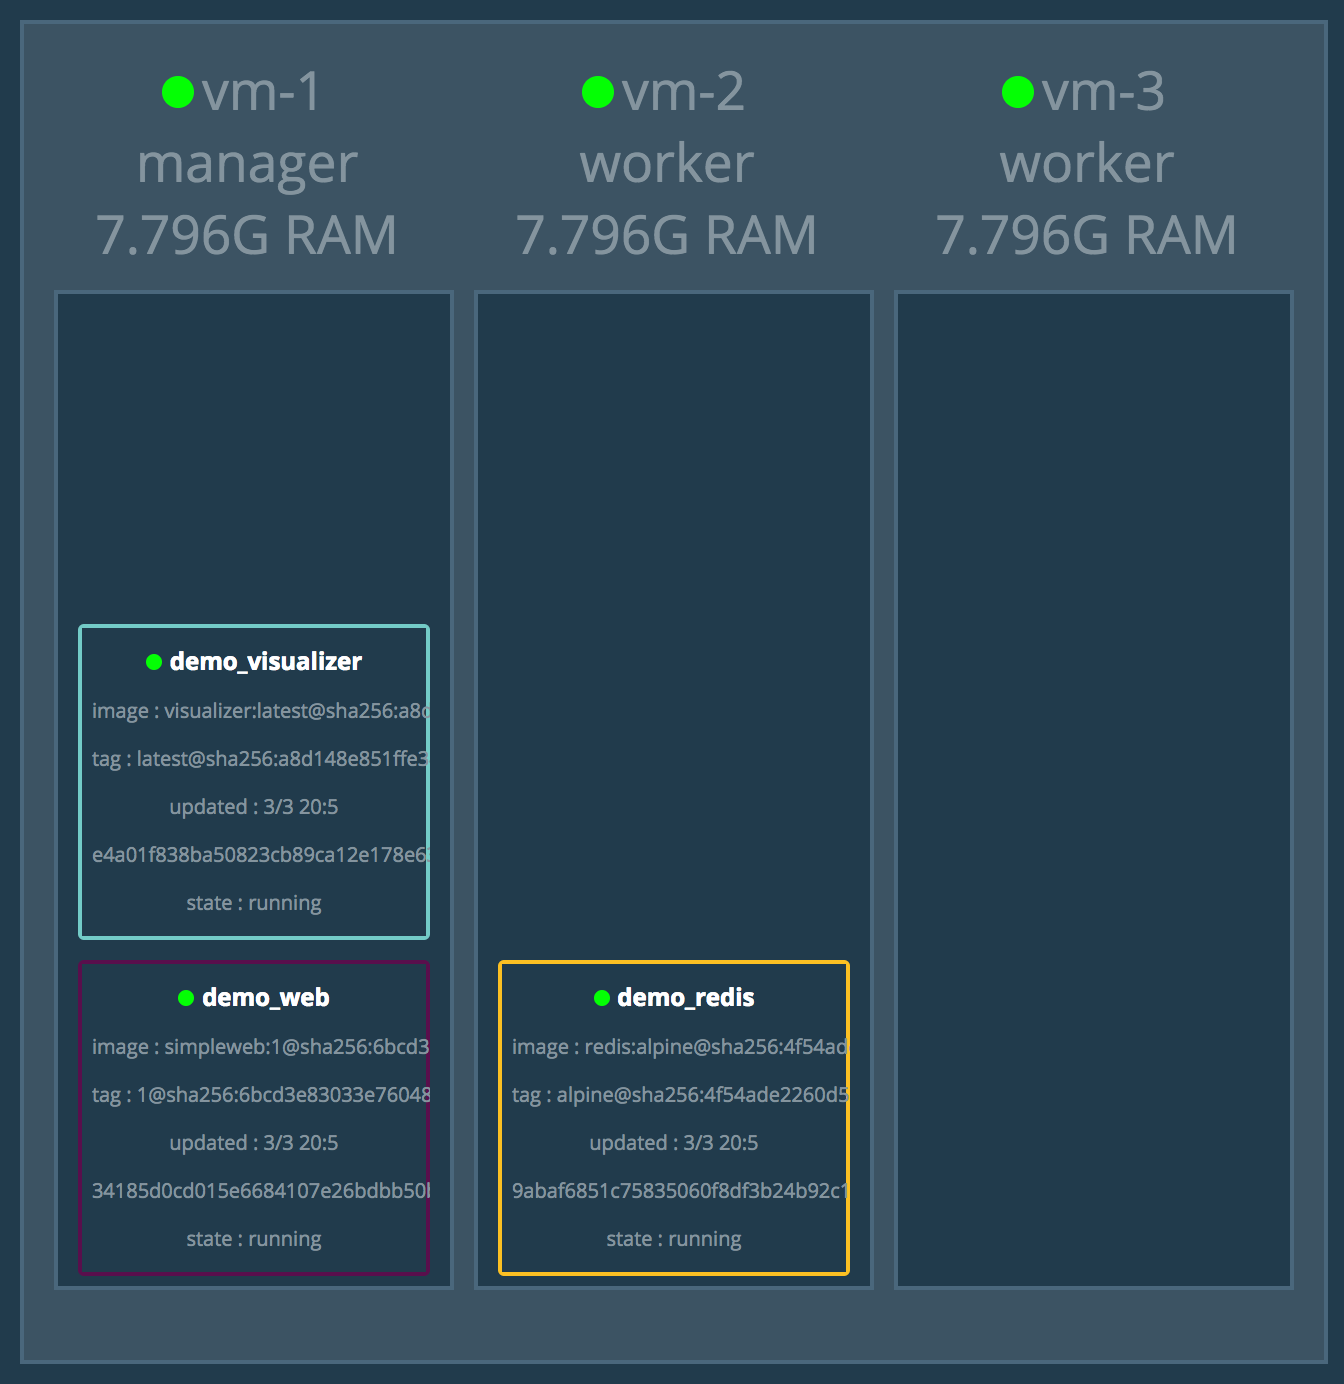 vm-1
manager
7.796G RAM
vm-2
worker
7.796G RAM
vm-3
worker
7.796G RAM
demo_visualizer
image : visualizer:latest@sha256:a8d
tag : latest@sha256:a8d148e851ffe3
updated : 3/3 20:5
e4a01f838ba50823cb89ca12e178e6
state : running
demo_web
image : simpleweb:1@sha256:6bcd3
tag : 1@sha256:6bcd3e83033e76048
updated : 3/3 20:5
34185d0cd015e6684107e26bdbb50b
state : running
demo_redis
image : redis:alpine@sha256:4f54ad
tag : alpine@sha256:4f54ade2260d5
updated : 3/3 20:5
9abaf6851c75835060f8df3b24b92c1
state : running